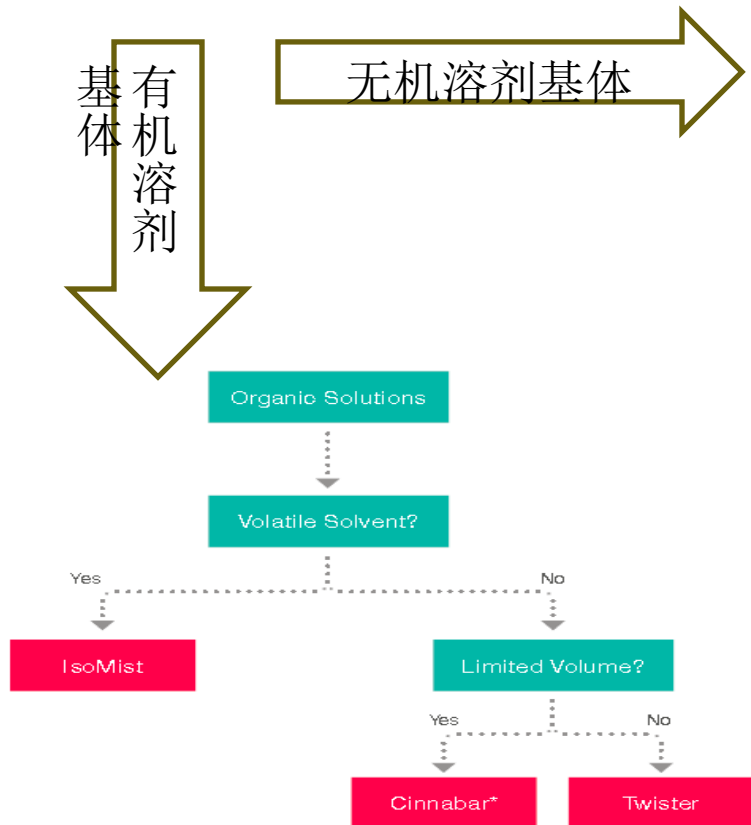 有机溶剂
基体
无机溶剂基体
Organic Solutions
Volatile Solvent?
Yes
No
IsoMist
Limited Volume?
Yes
No
Cinnabar*
Twister